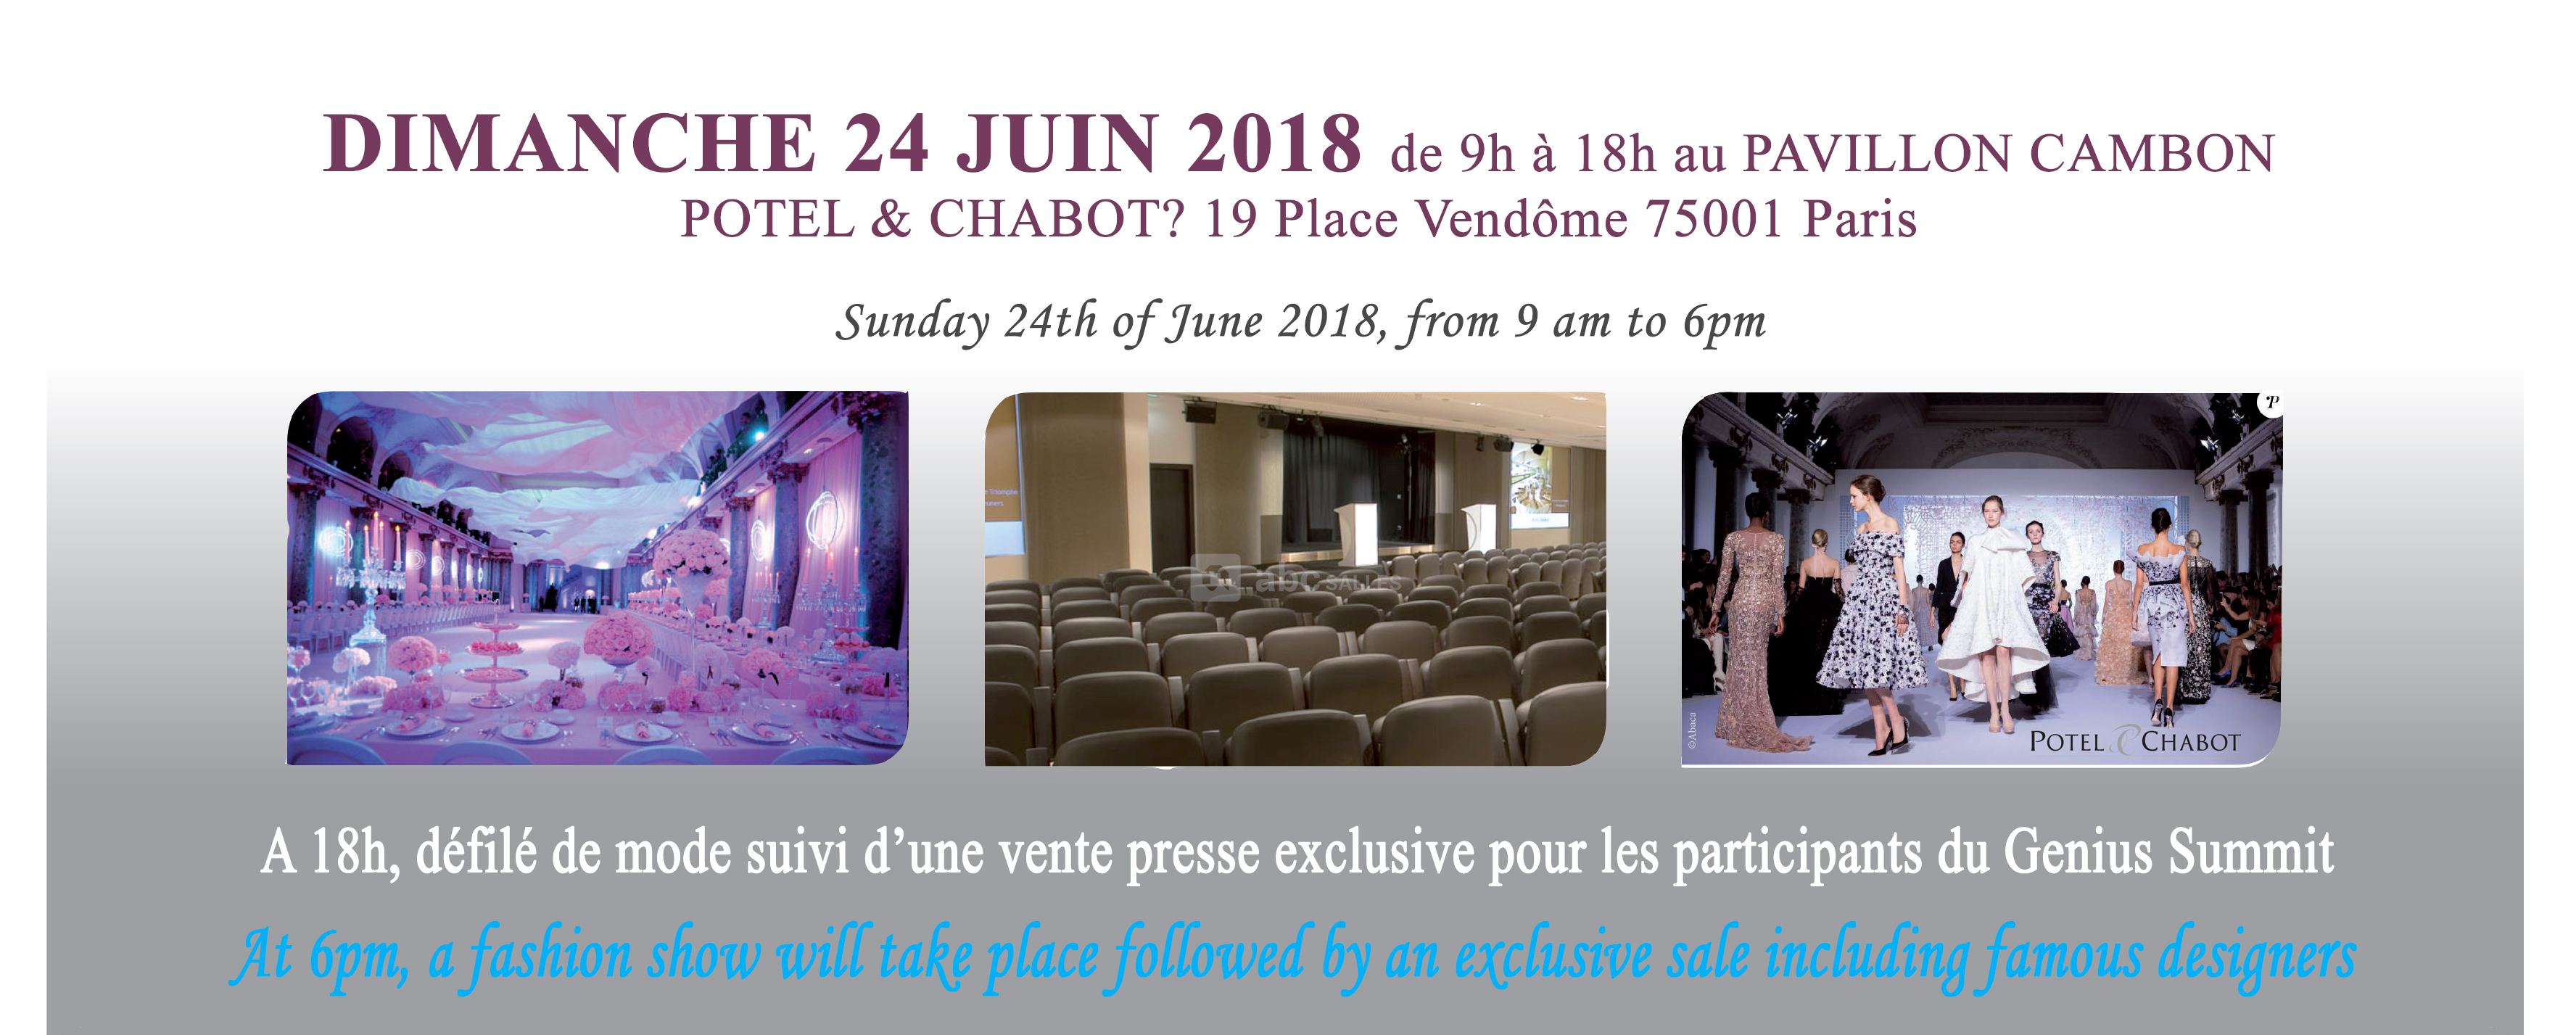 DIMANCHE 24 JUIN 2018 de 9h à 18h au PAVILLON CAMBON
POTEL & CHABOT? 19 Place Vendôme 75001 Paris
Sunday 24th of June 2018, from 9 am to 6pm
e Triomphe
abc SALLES
P
©Abaca
POTEL & CHABOT
A 18h, défilé de mode suivi d’une vente presse exclusive pour les participants du Genius Summit
At 6pm, a fashion show will take place followed by an exclusive sale including famous designers